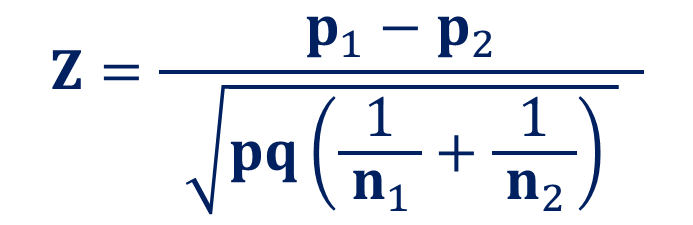 Z = (p₁ − p₂) / √(pq (1/n₁ + 1/n₂))